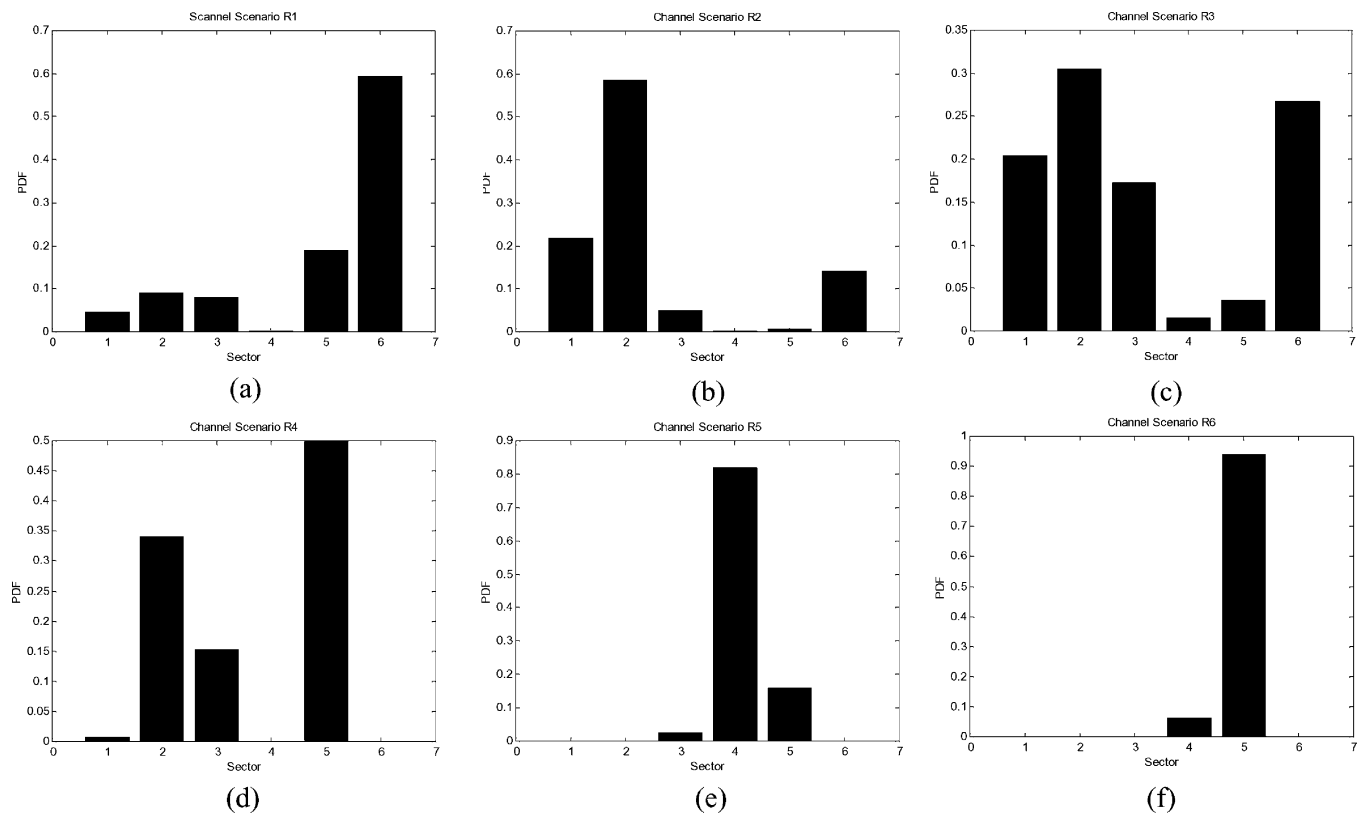 Scannel Scenario R1
0.7
0.6
0.5
0.4
0.3
0.2
0.1
0
PDF
0 1 2 3 4 5 6 7
Sector
(a)
Channel Scenario R2
0.7
0.6
0.5
0.4
0.3
0.2
0.1
0
PDF
0 1 2 3 4 5 6 7
Sector
(b)
Channel Scenario R3
0.35
0.3
0.25
0.2
0.15
0.1
0.05
0
PDF
0 1 2 3 4 5 6 7
Sector
(c)
Channel Scenario R4
0.5
0.45
0.4
0.35
0.3
0.25
0.2
0.15
0.1
0.05
0
PDF
0 1 2 3 4 5 6 7
Sector
(d)
Channel Scenario R5
0.9
0.8
0.7
0.6
0.5
0.4
0.3
0.2
0.1
0
PDF
0 1 2 3 4 5 6 7
Sector
(e)
Channel Scenario R6
1
0.9
0.8
0.7
0.6
0.5
0.4
0.3
0.2
0.1
0
PDF
0 1 2 3 4 5 6 7
Sector
(f)